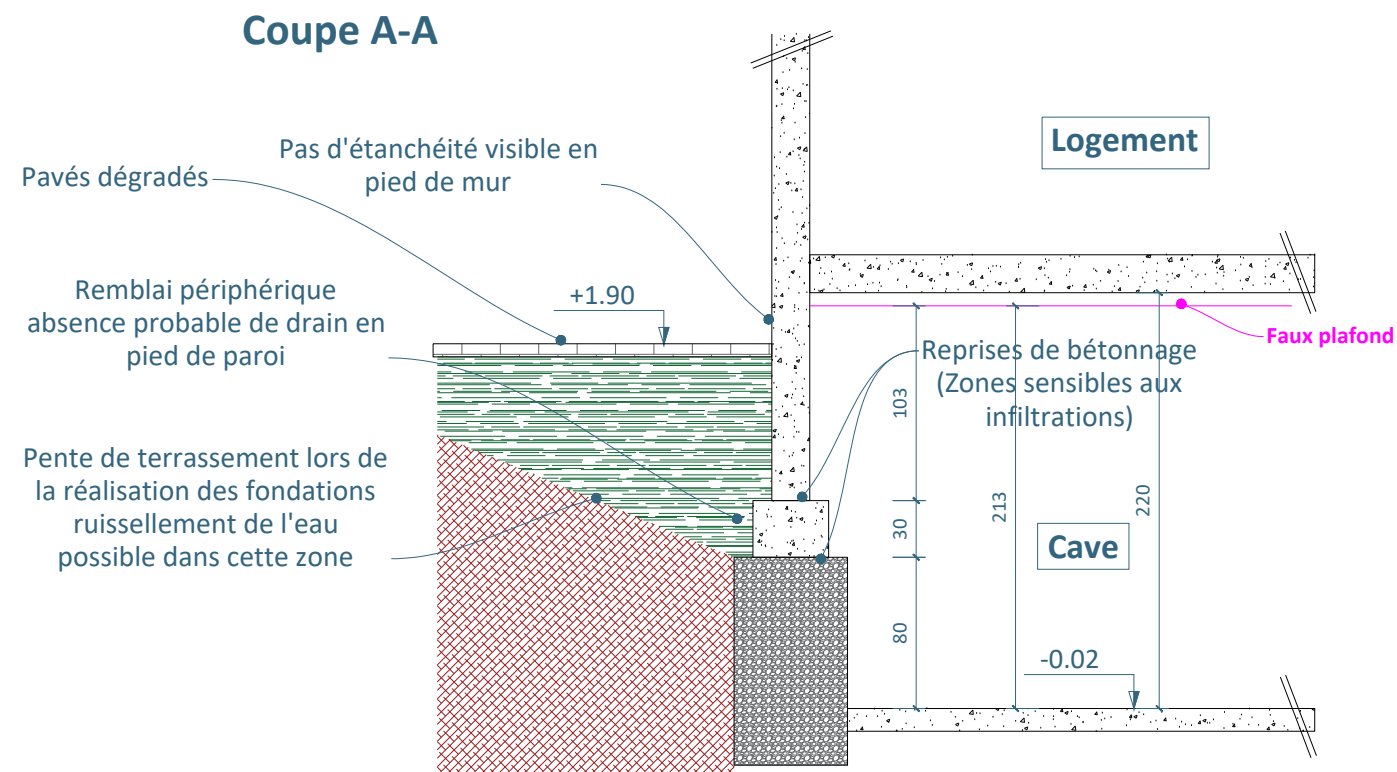 Coupe A-A
Logement
Pas d'étanchéité visible en
pied de mur
Pavés dégradés
Remblai périphérique
absence probable de drain en
pied de paroi
+1.90
Faux plafond
Reprises de bétonnage
(Zones sensibles aux
infiltrations)
103
Pente de terrassement lors de
la réalisation des fondations
ruissellement de l'eau
possible dans cette zone
213
220
30
Cave
80
-0.02